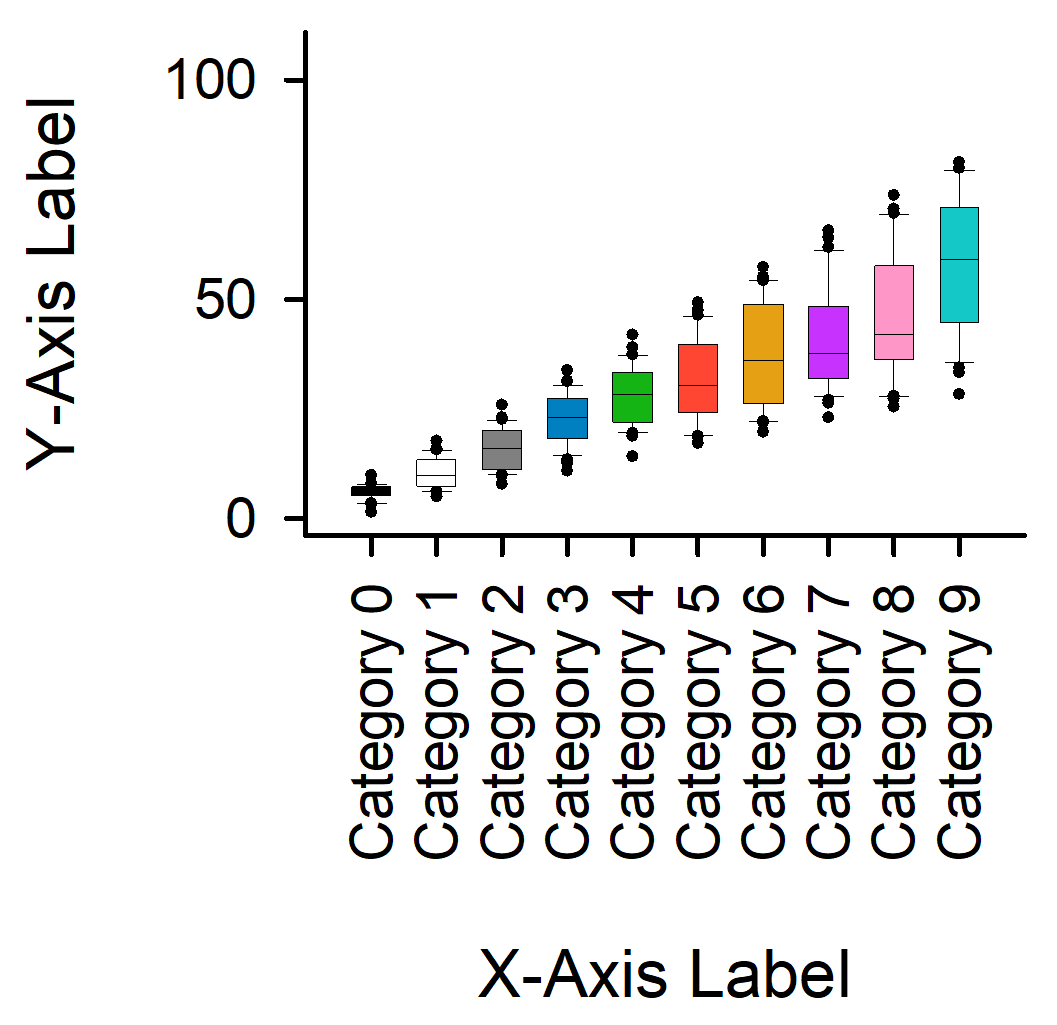 Y-Axis Label
100
50
0
Category 0
Category 1
Category 2
Category 3
Category 4
Category 5
Category 6
Category 7
Category 8
Category 9
X-Axis Label